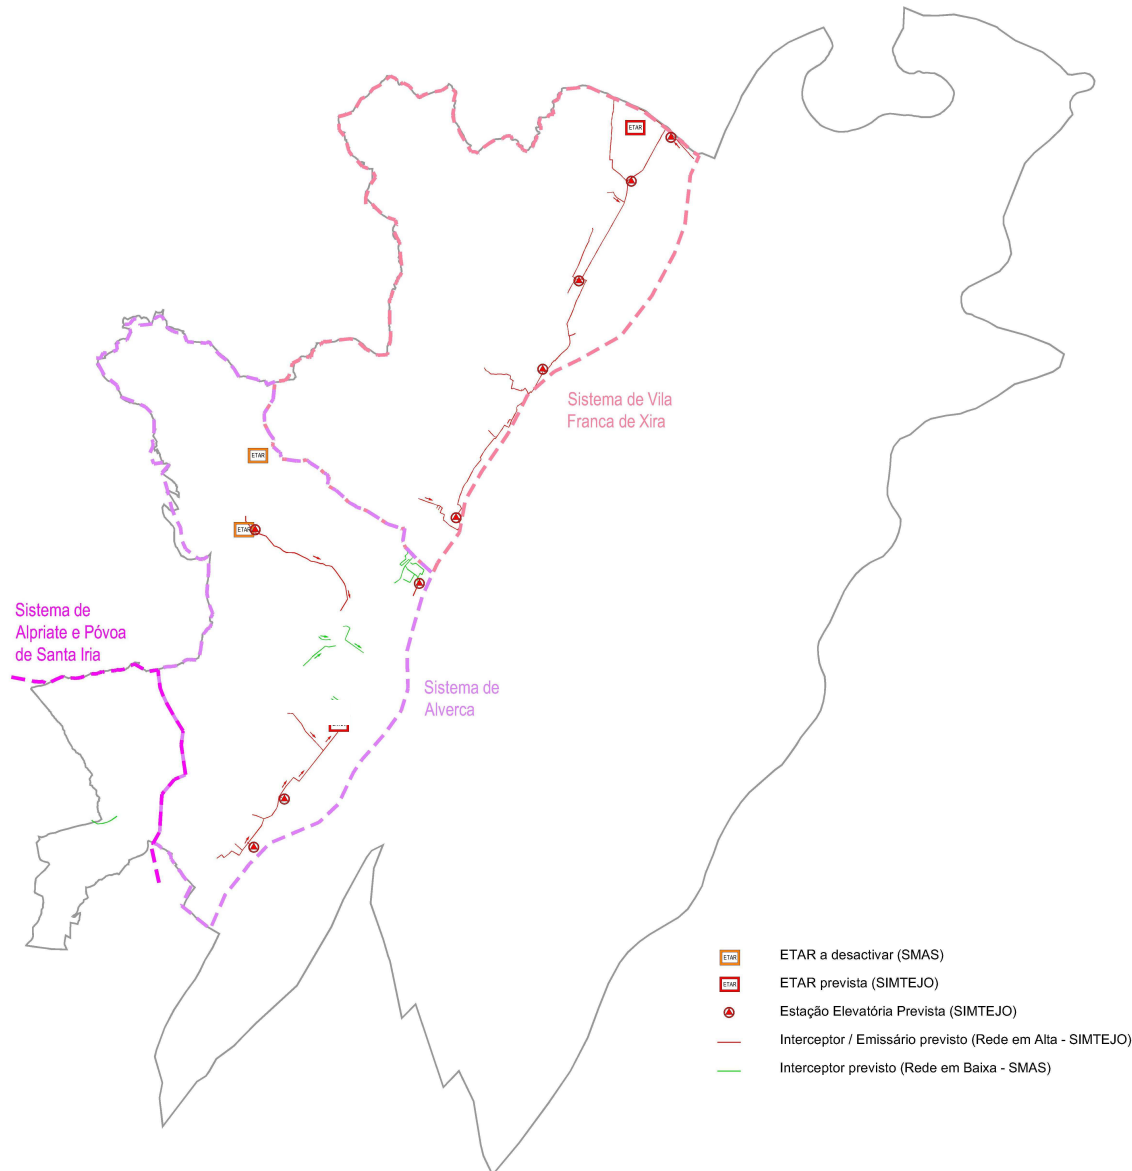 ETAR
Sistema de Vila
Franca de Xira
ETAR
ETAR
Sistema de
Alpriate e Póvoa
de Santa Iria
Sistema de
Alverca
ETAR ETAR a desactivar (SMAS)
ETAR ETAR prevista (SIMTEJO)
Estação Elevatória Prevista (SIMTEJO)
Interceptor / Emissário previsto (Rede em Alta - SIMTEJO)
Interceptor previsto (Rede em Baixa - SMAS)